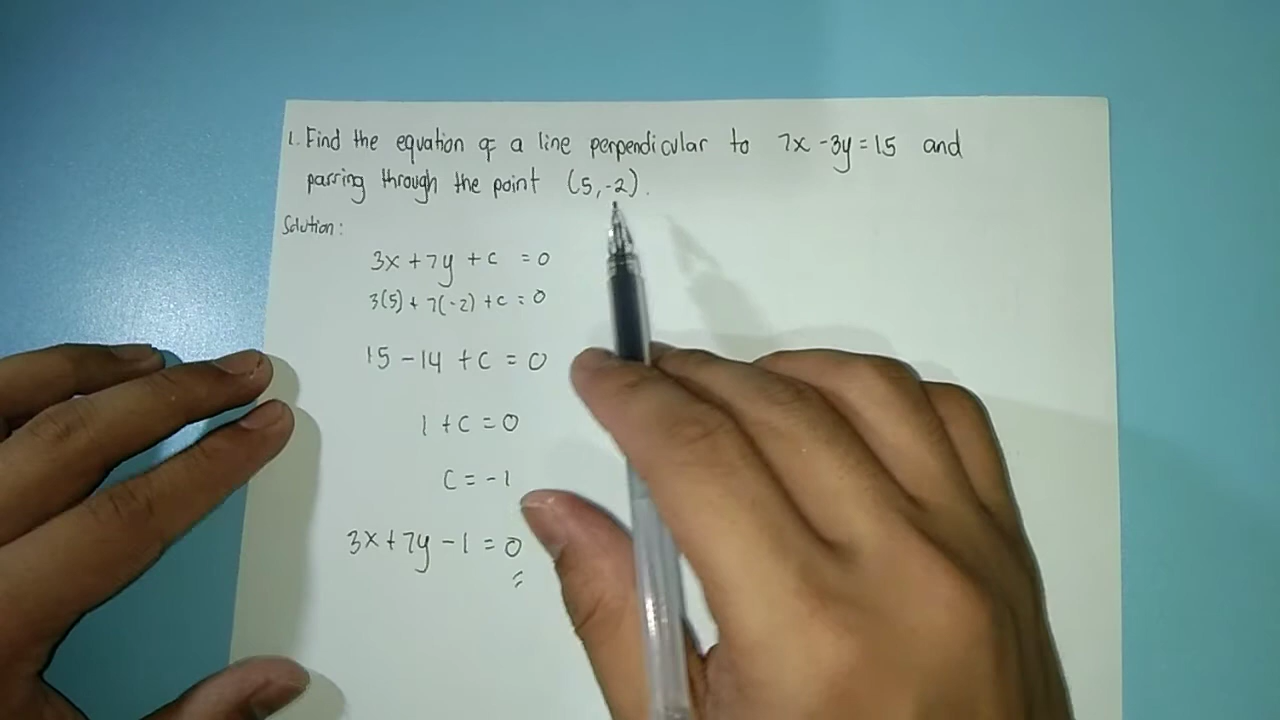 1. Find the equation of a line perpendicular to 7x - 3y = 15 and
passing through the point (5,-2).
Solution:
3x + 7y + c = 0
3(5) + 7(-2) + c = 0
15 - 14 + c = 0
1 + c = 0
c = -1
3x + 7y - 1 = 0